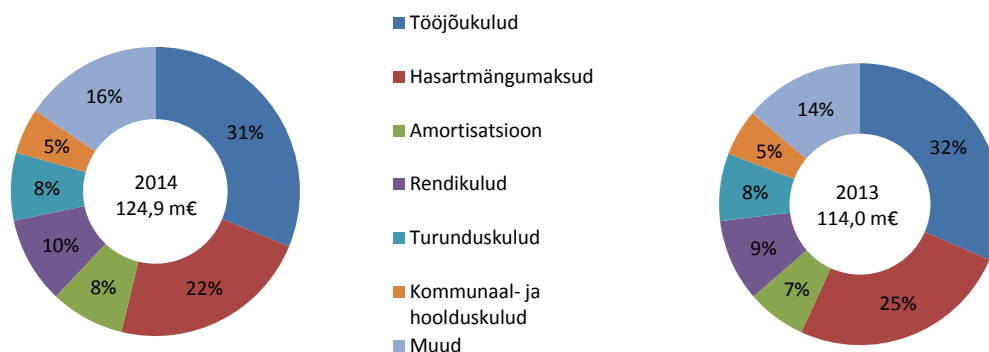 16%
31%
5%
8%
10%
8%
22%
2014
124,9 m€
Tööjõukulud
Hasartmängumaksud
Amortisatsioon
Rendikulud
Turunduskulud
Kommunaal- ja
hoolduskulud
Muud
14%
32%
5%
8%
9%
7%
25%
2013
114,0 m€